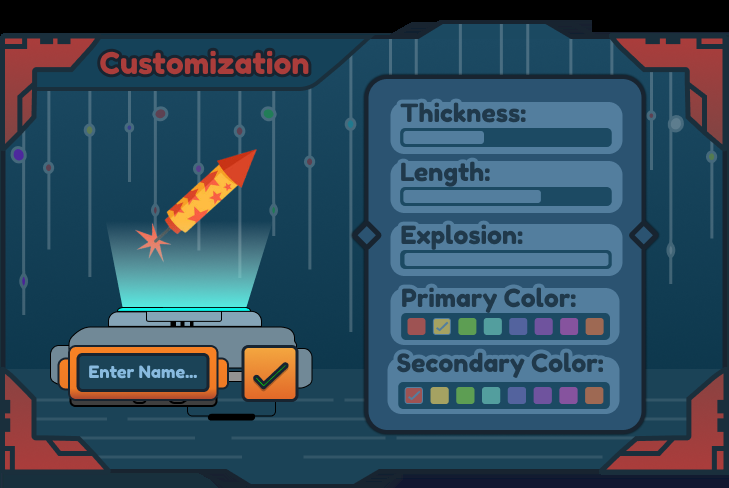 Customization
Thickness:
Length:
Explosion:
Primary Color:
Secondary Color:
Enter Name...